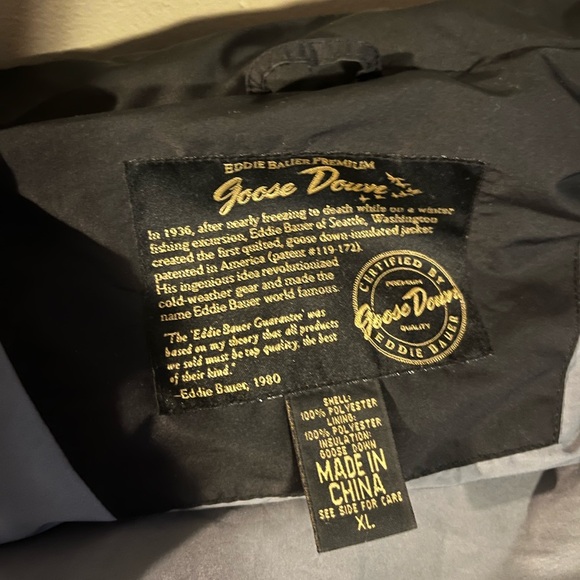 EDDIE BAUER PREMIUM
Goose Down
In 1936, after nearly freezing to death while on a winter
fishing excursion, Eddie Bauer of Seattle, Washington
created the first quilted, goose down-insulated jacket
patented in America (patent #119-172).
His ingenious idea revolutionized
cold-weather gear and made the
name Eddie Bauer world famous.
"The 'Eddie Bauer Guarantee' was
based on my theory that all products
we sold must be top quality, the best
of their kind."
-Eddie Bauer, 1980
CERTIFIED BY
PREMIUM
Goose Down
QUALITY
EDDIE BAUER
SHELL:
100% POLYESTER
LINING:
100% POLYESTER
INSULATION:
GOOSE DOWN
MADE IN
CHINA
SEE SIDE FOR CARE
XL